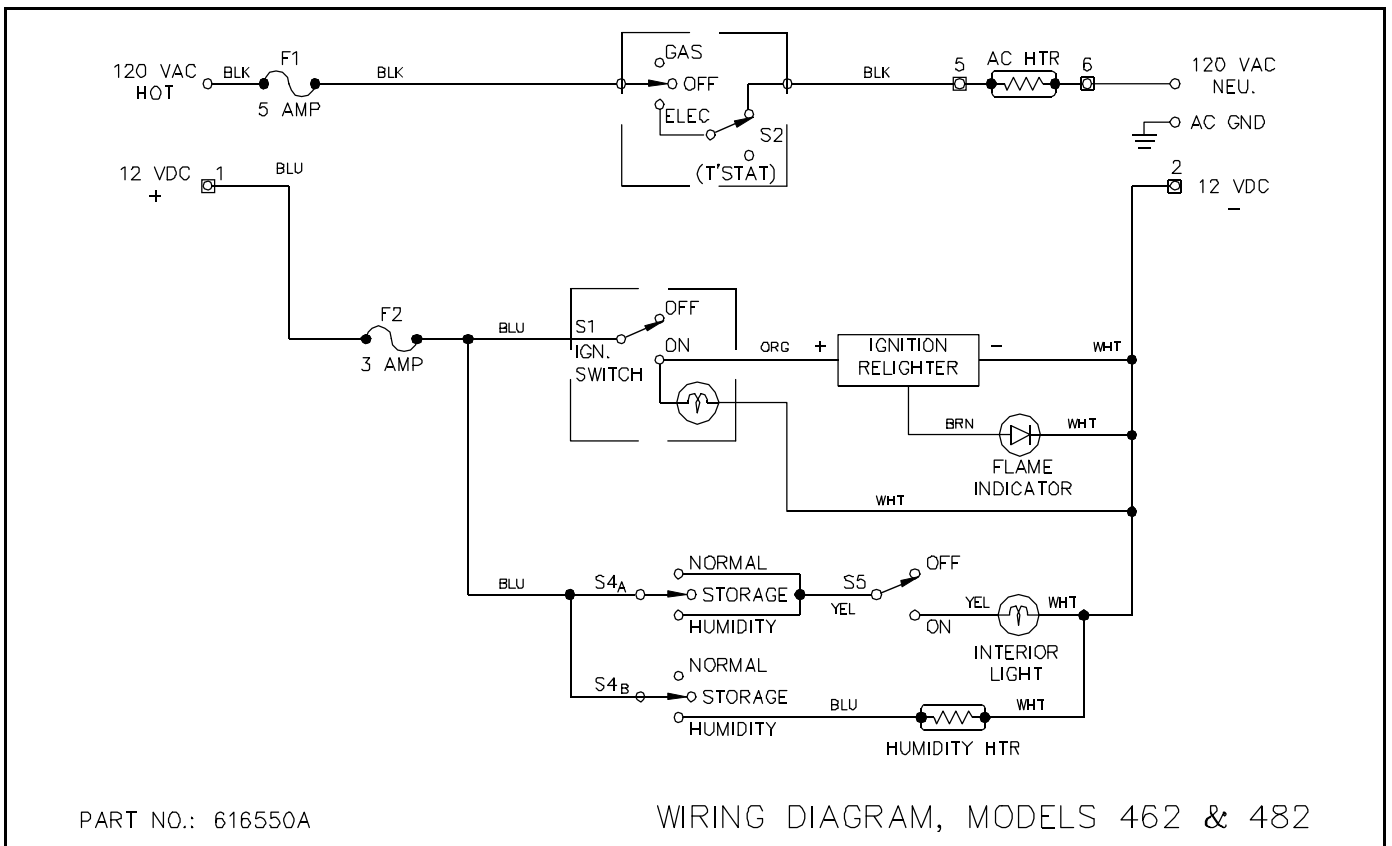 120 VAC
HOT
BLK
F1
5 AMP
BLK
GAS
OFF
ELEC
S2
(T'STAT)
BLK
5
AC HTR
6
120 VAC
NEU.
AC GND
12 VDC
+
1
BLU
2
12 VDC
-
F2
3 AMP
BLU
S1
IGN.
SWITCH
OFF
ON
ORG
+
IGNITION
RELIGHTER
-
WHT
BRN
WHT
FLAME
INDICATOR
WHT
BLU
S4A
NORMAL
STORAGE
HUMIDITY
S5
YEL
OFF
ON
YEL
WHT
INTERIOR
LIGHT
S4B
NORMAL
STORAGE
HUMIDITY
BLU
WHT
HUMIDITY HTR
PART NO.: 616550A
WIRING DIAGRAM, MODELS 462 & 482